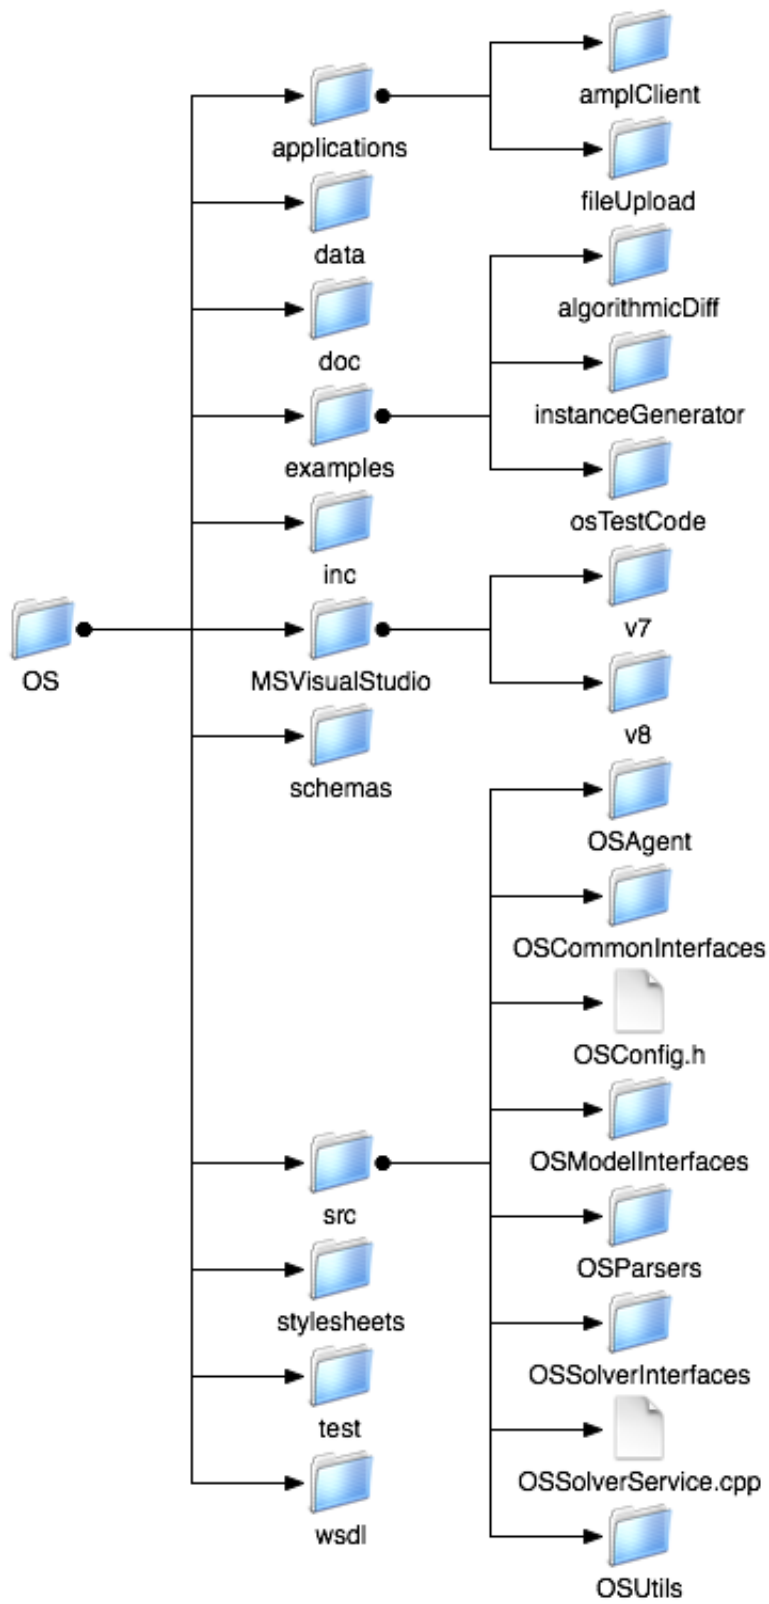 amplClient
applications
fileUpload
data
algorithmicDiff
doc
instanceGenerator
examples
osTestCode
inc
v7
OS
MSVisualStudio
v8
schemas
OSAgent
OSCommonInterfaces
OSConfig.h
OSModelInterfaces
src
OSParsers
stylesheets
OSSolverInterfaces
test
OSSolverService.cpp
wsdl
OSUtils